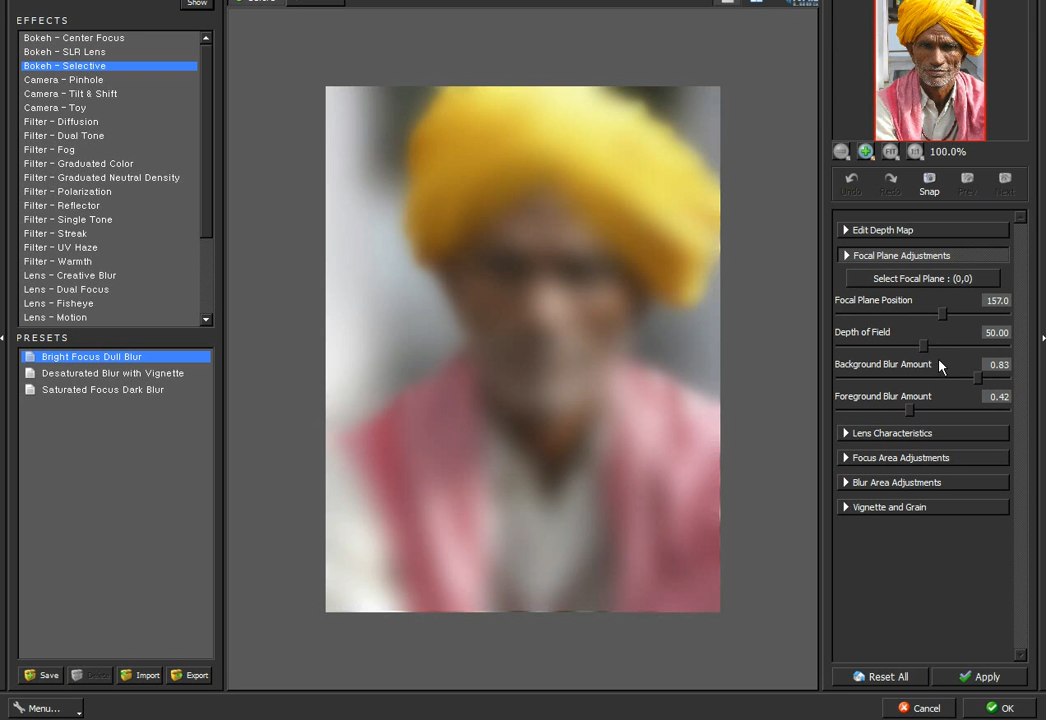 Show
EFFECTS
Bokeh - Center Focus
Bokeh - SLR Lens
Bokeh - Selective
Camera - Pinhole
Camera - Tilt & Shift
Camera - Toy
Filter - Diffusion
Filter - Dual Tone
Filter - Fog
Filter - Graduated Color
Filter - Graduated Neutral Density
Filter - Polarization
Filter - Reflector
Filter - Single Tone
Filter - Streak
Filter - UV Haze
Filter - Warmth
Lens - Creative Blur
Lens - Dual Focus
Lens - Fisheye
Lens - Motion
PRESETS
Bright Focus Dull Blur
Desaturated Blur with Vignette
Saturated Focus Dark Blur
Save
Delete
Import
Export
Menu...
100.0%
Undo
Redo
Snap
Prev
Next
Edit Depth Map
Focal Plane Adjustments
Select Focal Plane : (0,0)
Focal Plane Position 157.0
Depth of Field 50.00
Background Blur Amount 0.83
Foreground Blur Amount 0.42
Lens Characteristics
Focus Area Adjustments
Blur Area Adjustments
Vignette and Grain
Reset All
Apply
Cancel
OK